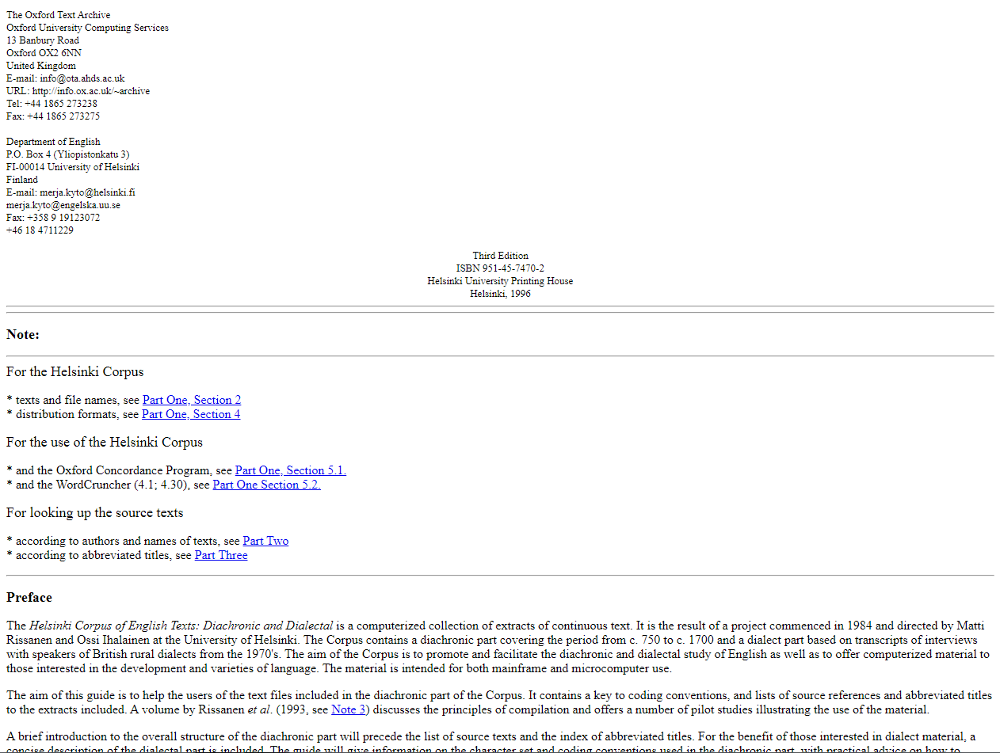 The Oxford Text Archive
Oxford University Computing Services
13 Banbury Road
Oxford OX2 6NN
United Kingdom
E-mail: info@ota.ahds.ac.uk
URL: http://info.ox.ac.uk/~archive
Tel: +44 1865 273238
Fax: +44 1865 273275
Department of English
P.O. Box 4 (Yliopistonkatu 3)
FI-00014 University of Helsinki
Finland
E-mail: merja.kyto@helsinki.fi
merja.kyto@engelska.uu.se
Fax: +358 9 19123072
+46 18 4711229
Third Edition
ISBN 951-45-7470-2
Helsinki University Printing House
Helsinki, 1996
Note:
For the Helsinki Corpus
* texts and file names, see Part One, Section 2
* distribution formats, see Part One, Section 4
For the use of the Helsinki Corpus
* and the Oxford Concordance Program, see Part One, Section 5.1.
* and the WordCruncher (4.1; 4.30), see Part One Section 5.2.
For looking up the source texts
* according to authors and names of texts, see Part Two
* according to abbreviated titles, see Part Three
Preface
The Helsinki Corpus of English Texts: Diachronic and Dialectal is a computerized collection of extracts of continuous text. It is the result of a project commenced in 1984 and directed by Matti
Rissanen and Ossi Ihalainen at the University of Helsinki. The Corpus contains a diachronic part covering the period from c. 750 to c. 1700 and a dialect part based on transcripts of interviews
with speakers of British rural dialects from the 1970's. The aim of the Corpus is to promote and facilitate the diachronic and dialectal study of English as well as to offer computerized material to
those interested in the development and varieties of language. The material is intended for both mainframe and microcomputer use.
The aim of this guide is to help the users of the text files included in the diachronic part of the Corpus. It contains a key to coding conventions, and lists of source references and abbreviated titles
to the extracts included. A volume by Rissanen et al. (1993, see Note 3) discusses the principles of compilation and offers a number of pilot studies illustrating the use of the material.
A brief introduction to the overall structure of the diachronic part will precede the list of source texts and the index of abbreviated titles. For the benefit of those interested in dialect material, a
concise description of the dialectal part is included. The guide will give information on the character set and coding conventions used in the diachronic part, with practical advice on how to